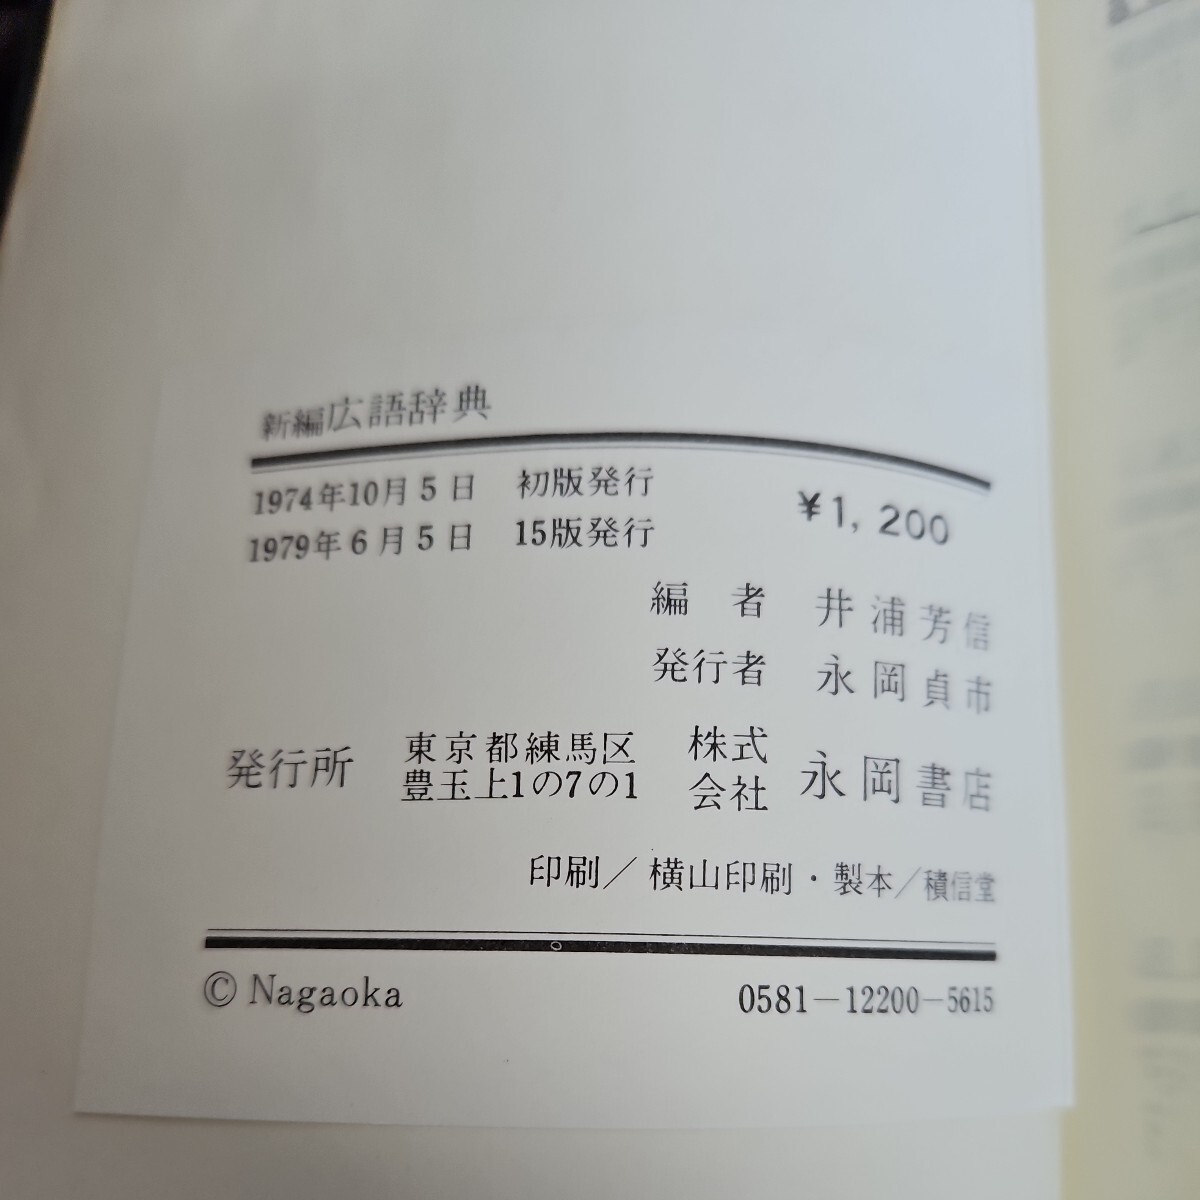 新編広語辞典
1974年10月5日 初版発行
1979年6月5日 15版発行
¥1,200
編 者 井浦芳信
発行者 永岡貞市
発行所 東京都練馬区豊玉上1の7の1 株式会社 永岡書店
印刷/横山印刷・製本/積信堂
© Nagaoka 0581-12200-5615